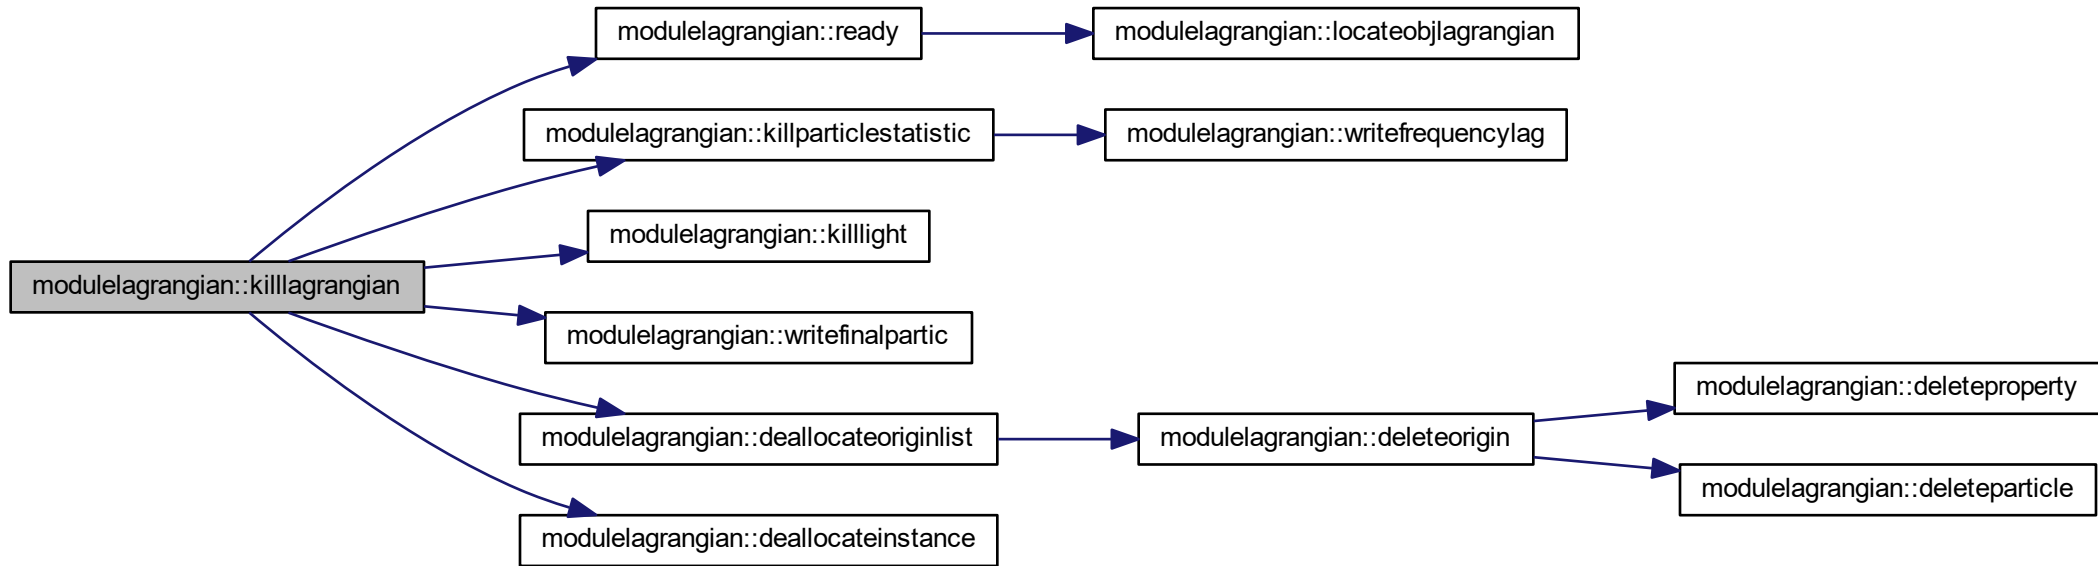 modulelagrangian::ready
modulelagrangian::locateobjlagrangian
modulelagrangian::killparticlestatistic
modulelagrangian::writefrequencylag
modulelagrangian::killlight
modulelagrangian::killlagrangian
modulelagrangian::writefinalpartic
modulelagrangian::deleteproperty
modulelagrangian::deallocateoriginlist
modulelagrangian::deleteorigin
modulelagrangian::deleteparticle
modulelagrangian::deallocateinstance